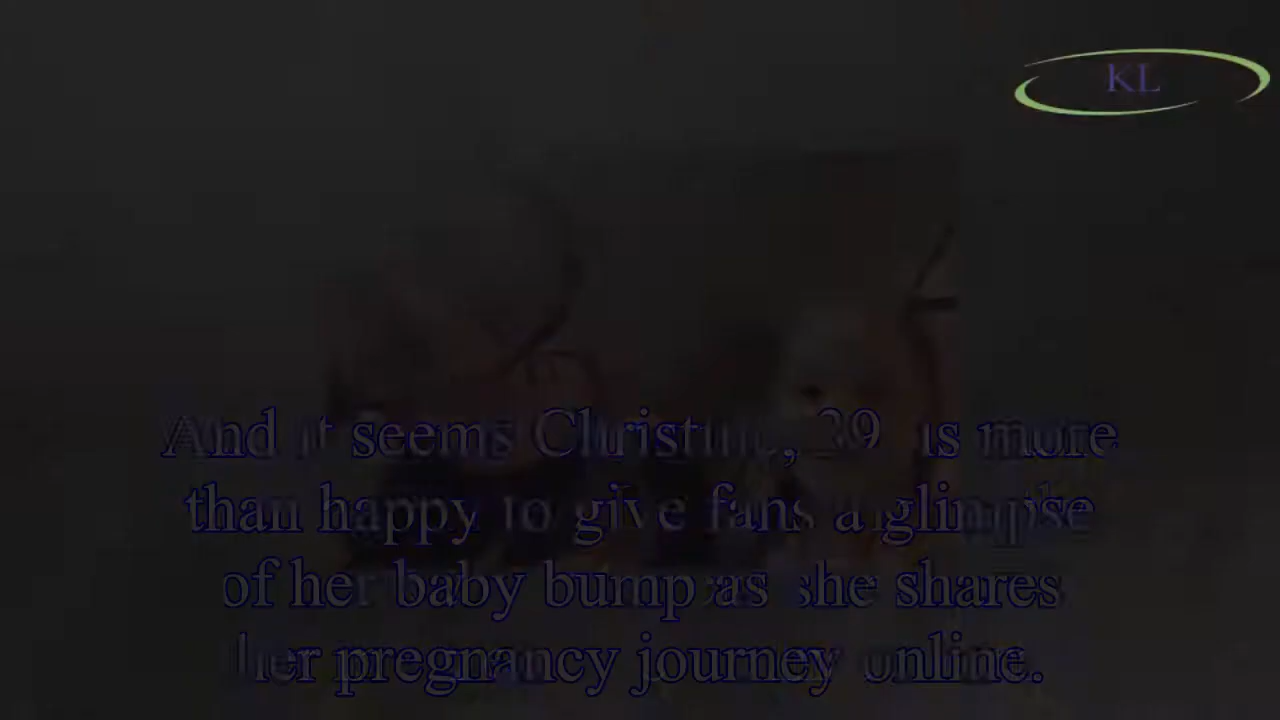 KL
And it seems Christine, is more
than happy to give fans a glimpse
of her baby bump as she shares
her pregnancy journey online.